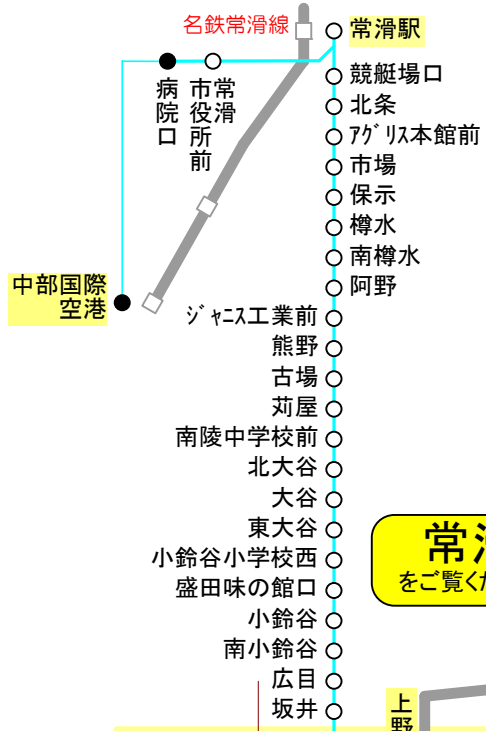 名鉄常滑線
常滑駅
競艇場口
北条
ｱｸﾞﾘｽ本館前
市場
保示
樽水
南樽水
阿野
病院口
常滑
市役所前
中部国際
空港
ｼﾞｬﾆｽ工業前
熊野
古場
苅屋
南陵中学校前
北大谷
大谷
東大谷
小鈴谷小学校西
盛田味の館口
小鈴谷
南小鈴谷
広目
坂井
常滑
をご覧くだ
上野